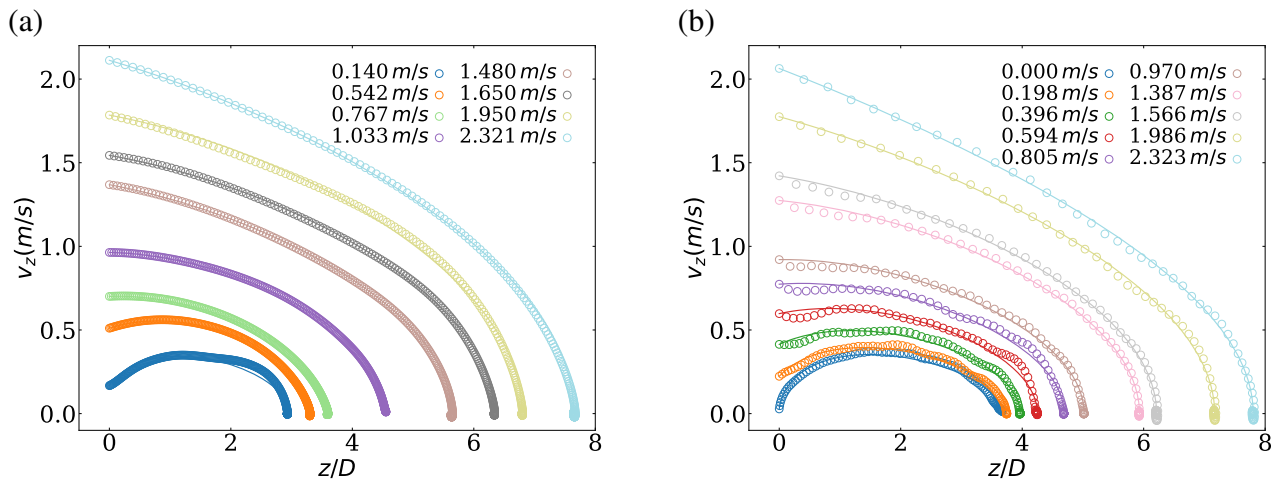 (a)
(b)
0.140 m/s 1.480 m/s
0.542 m/s 1.650 m/s
0.767 m/s 1.950 m/s
1.033 m/s 2.321 m/s
2.0
1.5
1.0
0.5
0.0
v_z(m/s)
0 2 4 6 8
z/D
0.000 m/s 0.970 m/s
0.198 m/s 1.387 m/s
0.396 m/s 1.566 m/s
0.594 m/s 1.986 m/s
0.805 m/s 2.323 m/s
2.0
1.5
1.0
0.5
0.0
v_z(m/s)
0 2 4 6 8
z/D